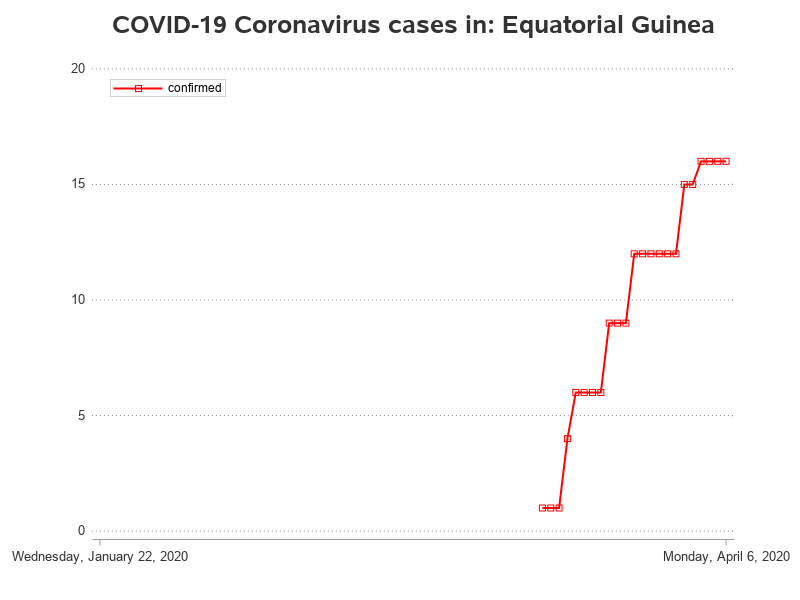 COVID-19 Coronavirus cases in: Equatorial Guinea
20
confirmed
15
10
5
0
Wednesday, January 22, 2020
Monday, April 6, 2020